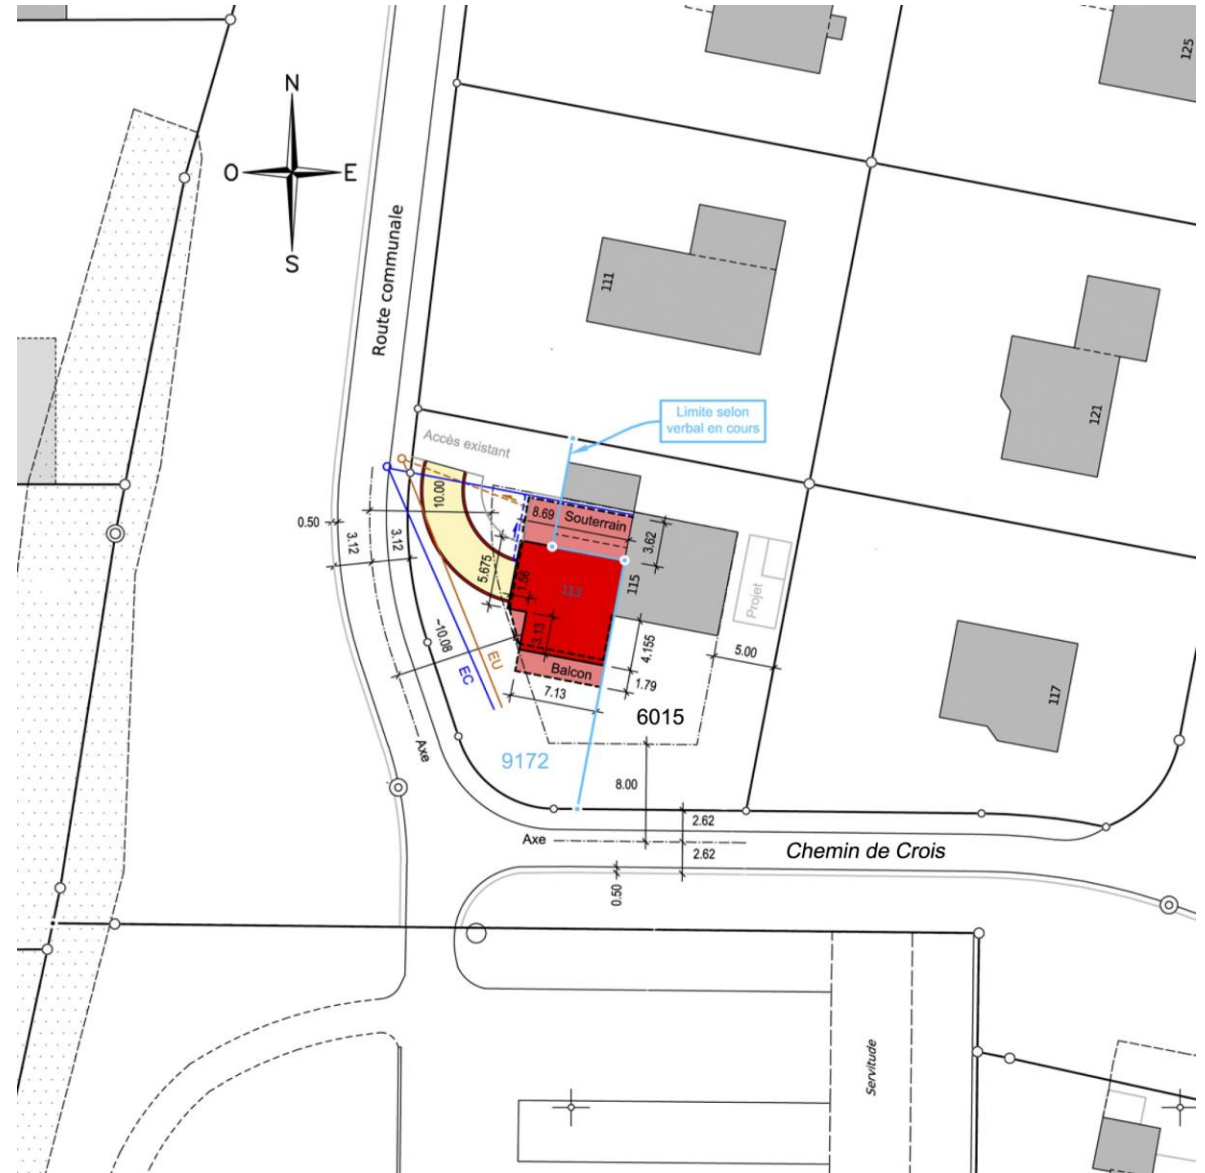 125
N
O
E
S
Route communale
111
121
Limite selon
verbal en cours
Accès existant
10.00
8.69
Souterrain
3.62
0.50
3.12
3.12
5.675
1.56
113
115
Projet
~10.08
3.13
4.155
5.00
EU
EC
Balcon
1.79
7.13
117
6015
Axe
9172
8.00
2.62
Axe
2.62
Chemin de Crois
0.50
Servitude